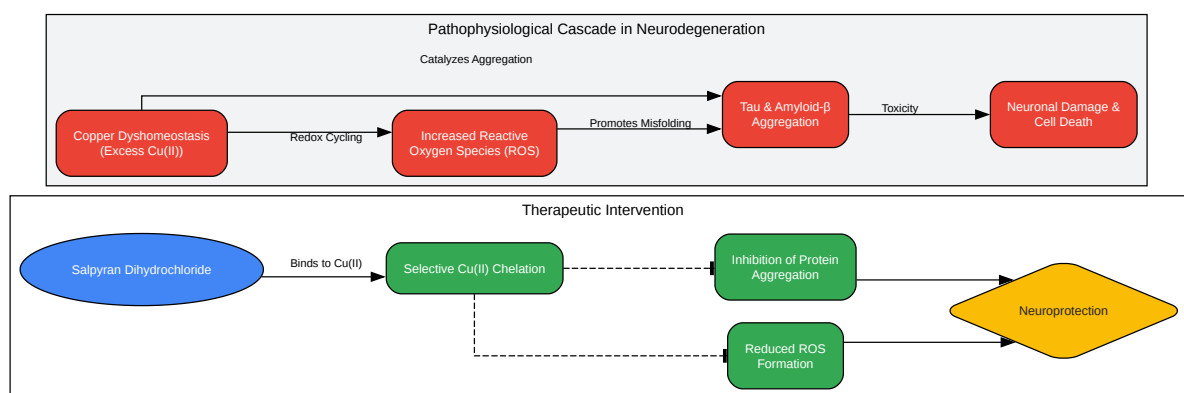 Pathophysiological Cascade in Neurodegeneration
Catalyzes Aggregation
Copper Dyshomeostasis
(Excess Cu(II))
Redox Cycling
Increased Reactive
Oxygen Species (ROS)
Promotes Misfolding
Tau & Amyloid-β
Aggregation
Toxicity
Neuronal Damage &
Cell Death
Therapeutic Intervention
Salpyran Dihydrochloride
Binds to Cu(II)
Selective Cu(II) Chelation
Inhibition of Protein
Aggregation
Reduced ROS
Formation
Neuroprotection